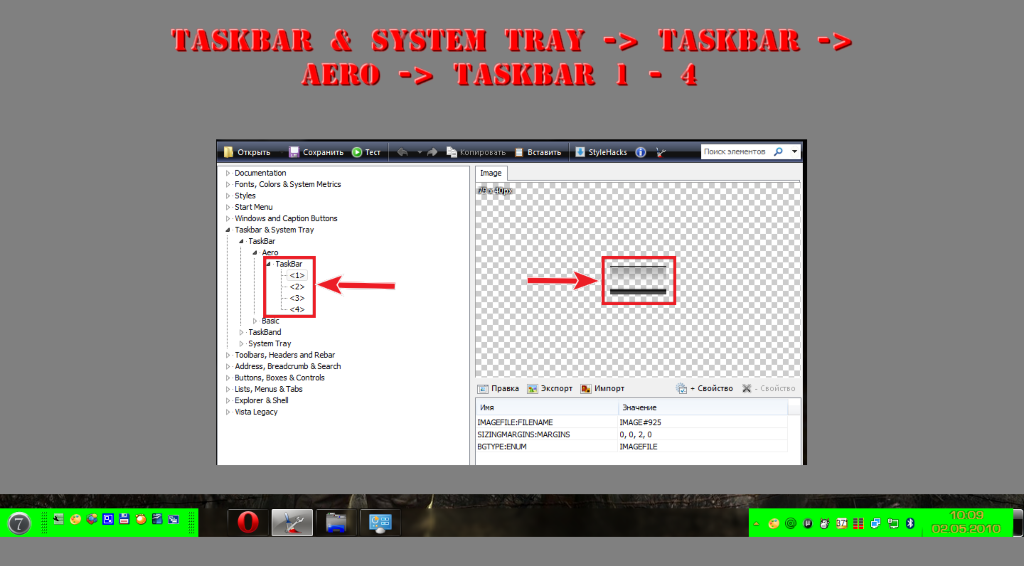 TASKBAR & SYSTEM TRAY -> TASKBAR ->
AERO -> TASKBAR 1 - 4
Открыть Сохранить Тест Копировать Вставить StyleHacks Поиск элементов
Documentation
Fonts, Colors & System Metrics
Styles
Start Menu
Windows and Caption Buttons
Taskbar & System Tray
TaskBar
Aero
TaskBar
<1>
<2>
<3>
<4>
Basic
TaskBand
System Tray
Toolbars, Headers and Rebar
Address, Breadcrumb & Search
Buttons, Boxes & Controls
Lists, Menus & Tabs
Explorer & Shell
Vista Legacy
Image
Правка Экспорт Импорт + Свойство - Свойство
Имя Значение
IMAGEFILE:FILENAME IMAGE#925
SIZINGMARGINS:MARGINS 0, 0, 2, 0
BGTYPE:ENUM IMAGEFILE
7
10:09
02.05.2010